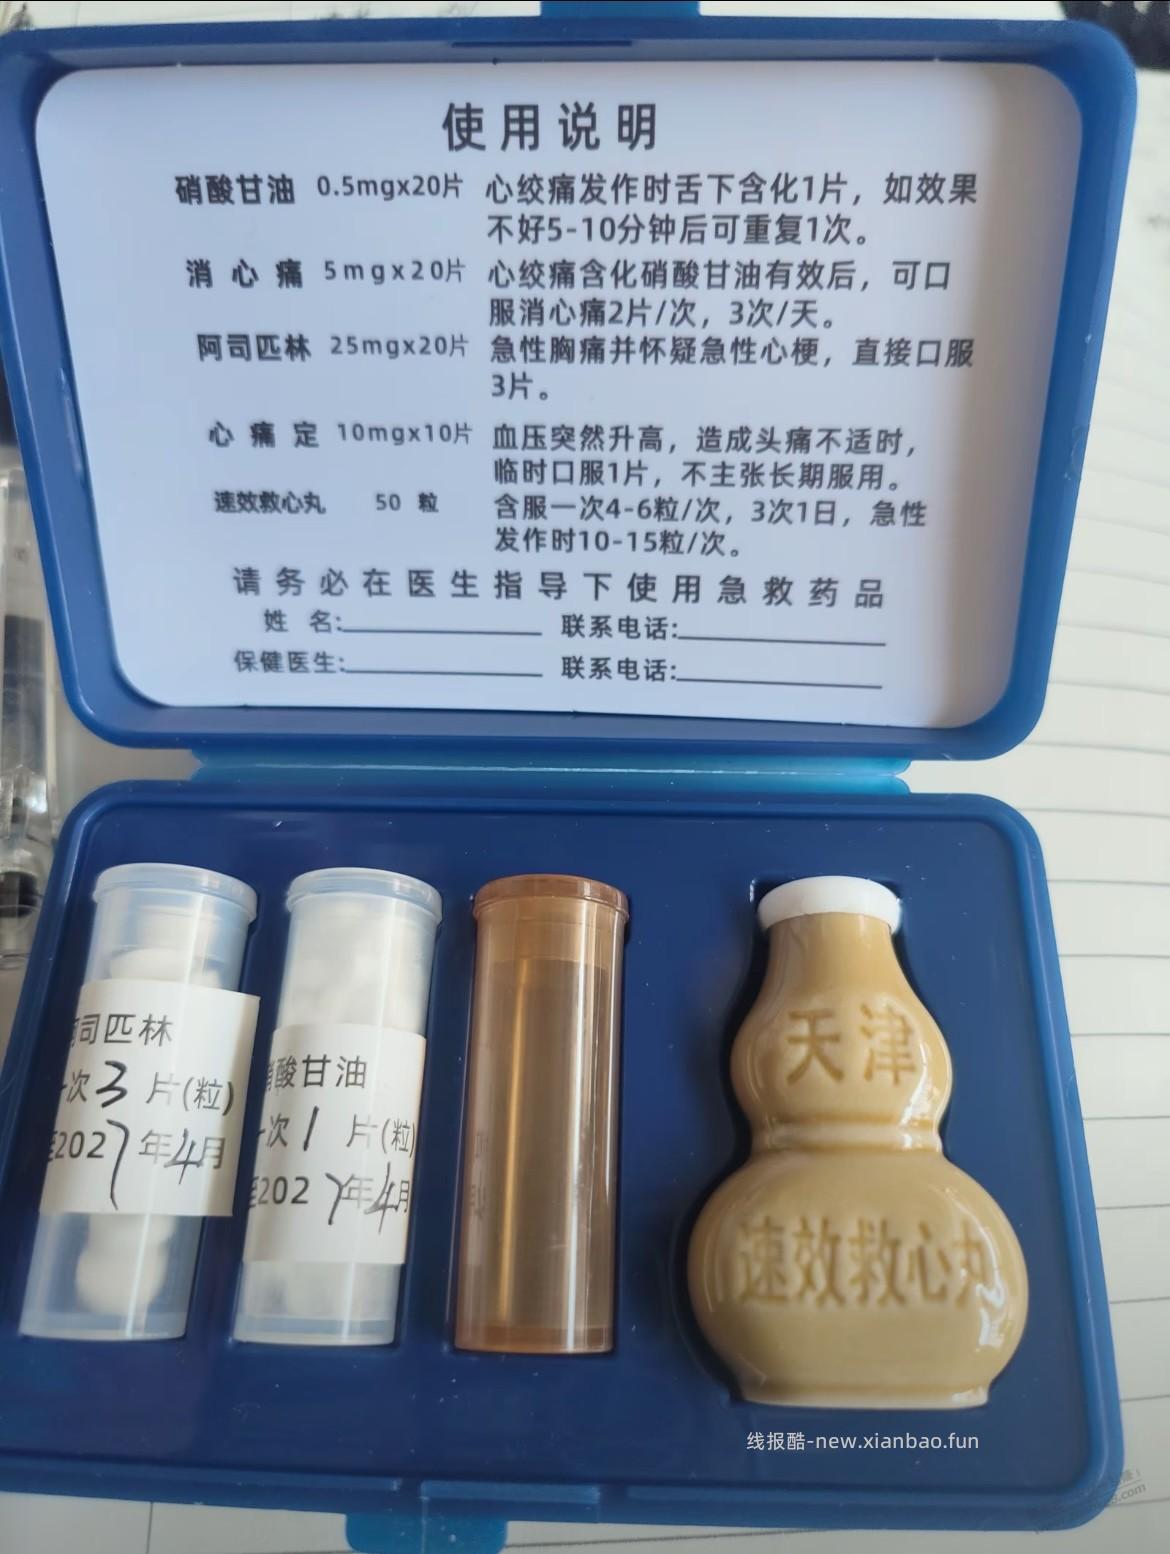 使用说明
硝酸甘油 0.5mgx20片 心绞痛发作时舌下含化1片，如效果
不好5-10分钟后可重复1次。
消心痛 5mgx20片 心绞痛含化硝酸甘油有效后，可口
服消心痛2片/次，3次/天。
阿司匹林 25mgx20片 急性胸痛并怀疑急性心梗，直接口服
3片。
心痛定 10mgx10片 血压突然升高，造成头痛不适时，
临时口服1片，不主张长期服用。
速效救心丸 50 粒 含服一次4-6粒/次，3次1日，急性
发作时10-15粒/次。
请务必在医生指导下使用急救药品
姓 名: 联系电话:
保健医生: 联系电话:
阿司匹林
一次3片(粒)
至2027年4月
硝酸甘油
一次1片(粒)
至2027年4月
天津
速效救心丸
线报酷-new.xianbao.fun